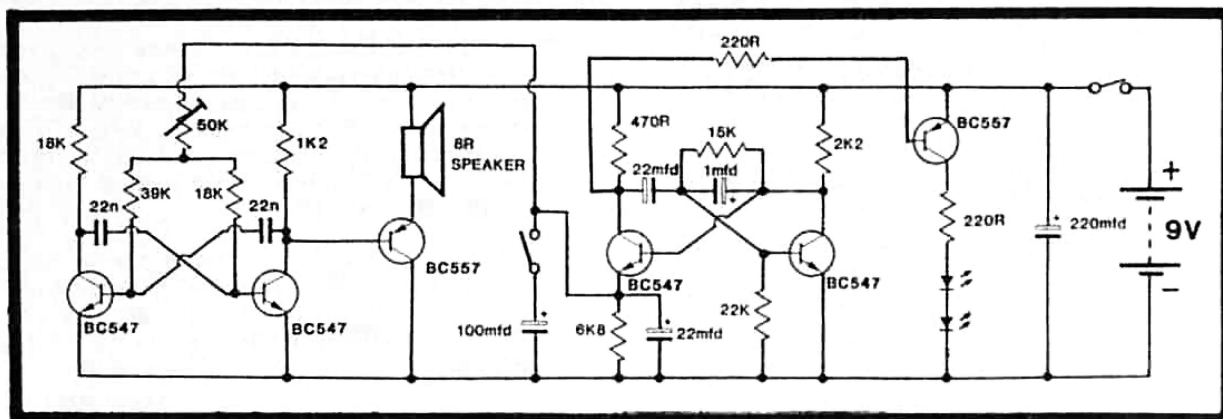 220R
18K
50K
1K2
8R
SPEAKER
470R
15K
2K2
BC557
39K
18K
22mfd
1mfd
+
22n
22n
220R
+
220mfd
+
9V
−
BC557
BC547
BC547
BC547
BC547
100mfd
+
6K8
+
22mfd
22K